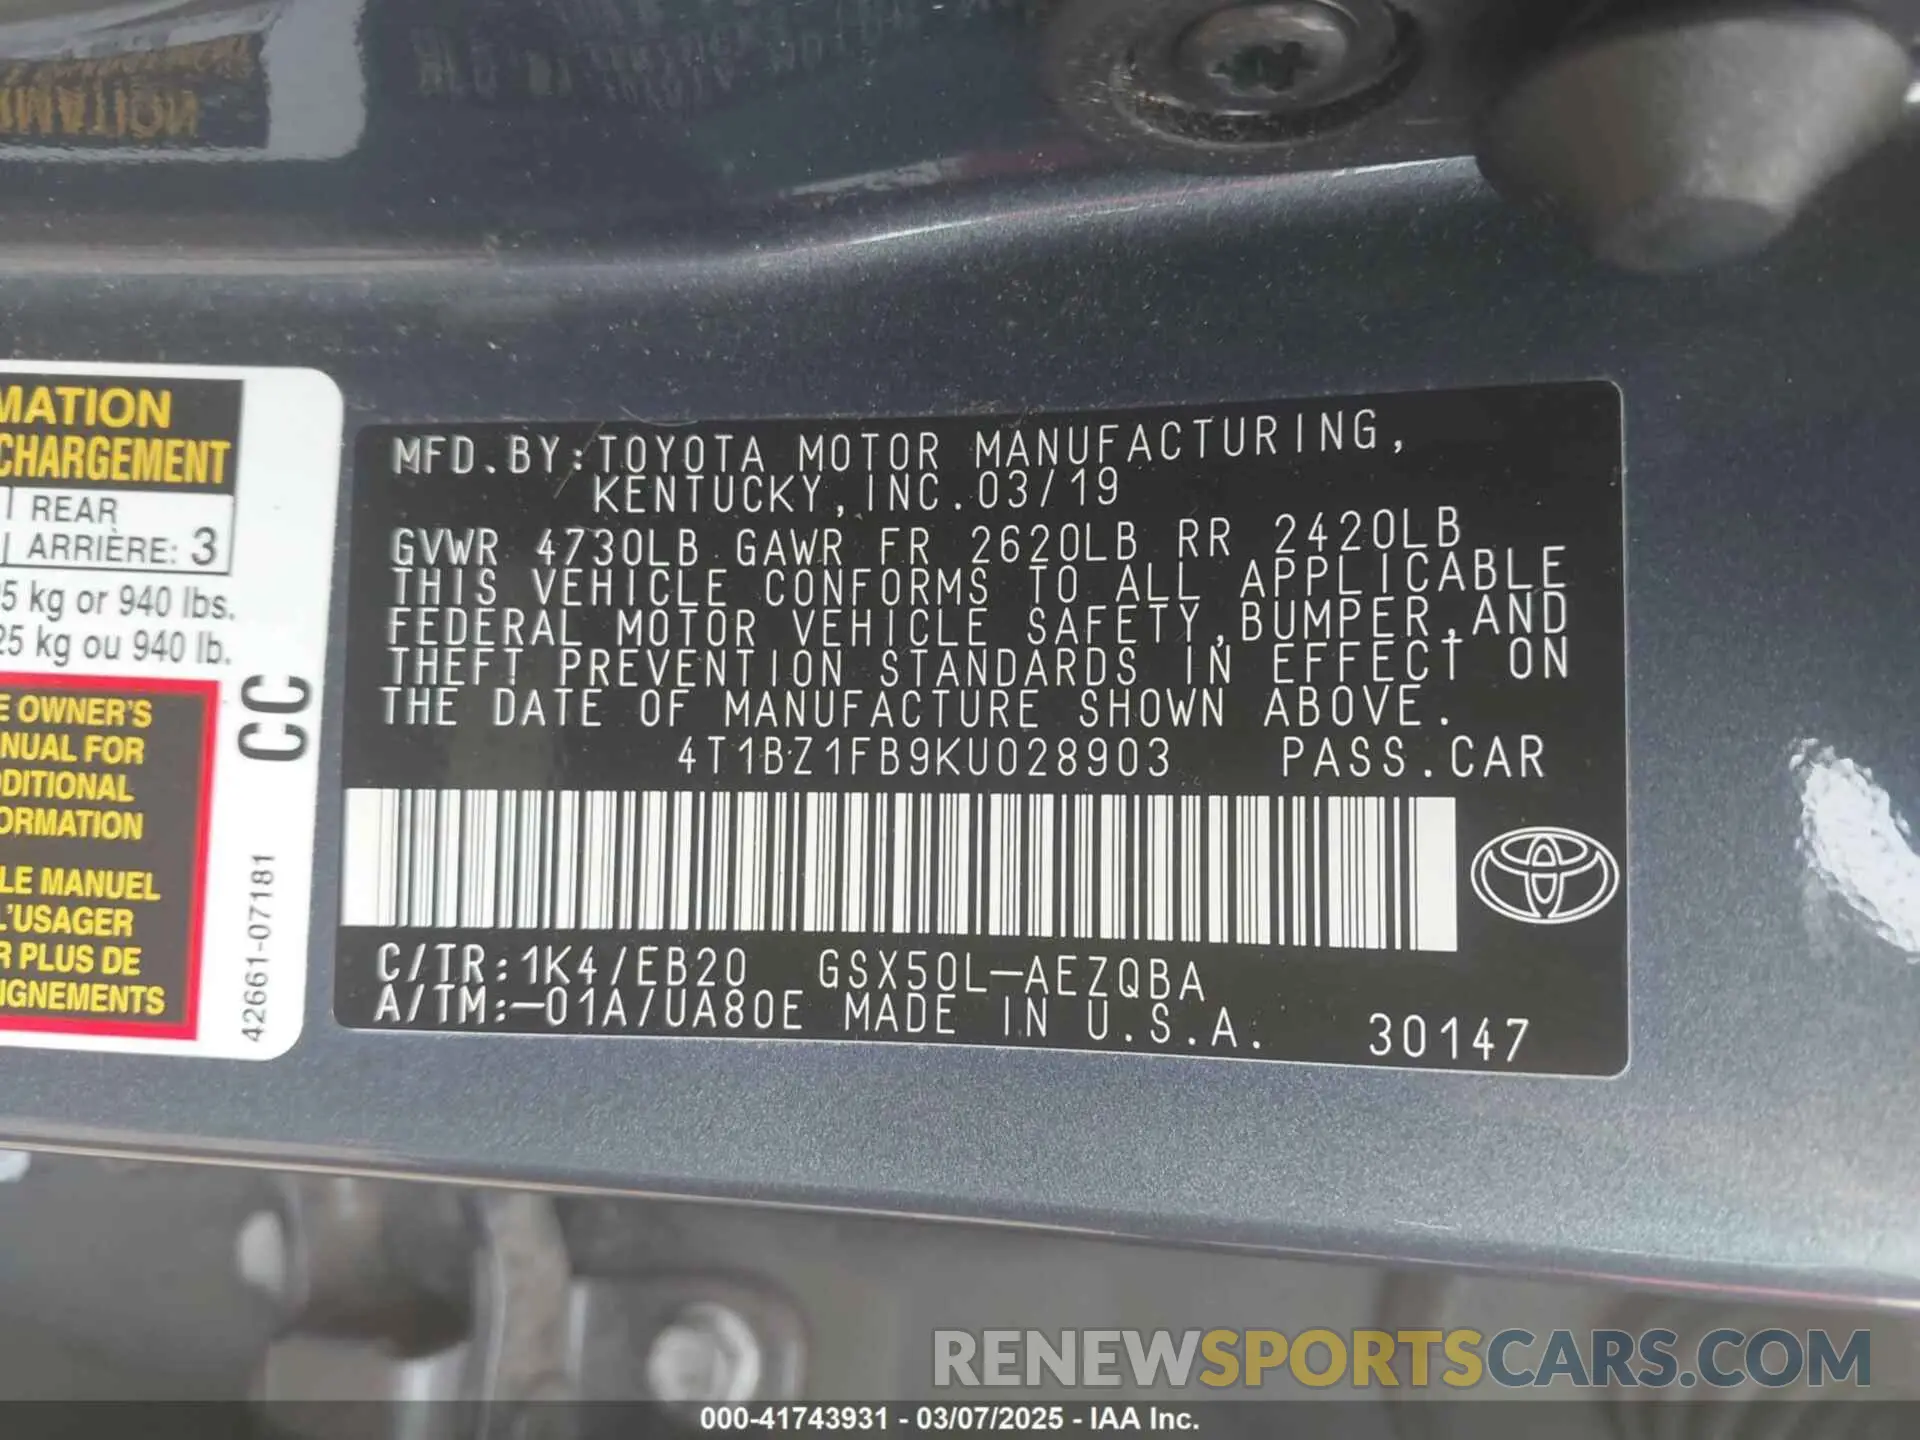 MATION
CHARGEMENT
REAR
ARRIÈRE: 3
5 kg or 940 lbs.
25 kg ou 940 lb.
E OWNER'S
NUAL FOR
DDITIONAL
ORMATION
LE MANUEL
L'USAGER
R PLUS DE
IGNEMENTS
CC
42661-07181
MFD.BY:TOYOTA MOTOR MANUFACTURING,
KENTUCKY,INC.03/19
GVWR 4730LB GAWR FR 2620LB RR 2420LB
THIS VEHICLE CONFORMS TO ALL APPLICABLE
FEDERAL MOTOR VEHICLE SAFETY,BUMPER,AND
THEFT PREVENTION STANDARDS IN EFFECT ON
THE DATE OF MANUFACTURE SHOWN ABOVE.
4T1BZ1FB9KU028903 PASS.CAR
C/TR:1K4/EB20 GSX50L-AEZQBA
A/TM:-01A/UA80E MADE IN U.S.A. 30147
RENEWSPORTSCARS.COM
000-41743931 - 03/07/2025 - IAA Inc.